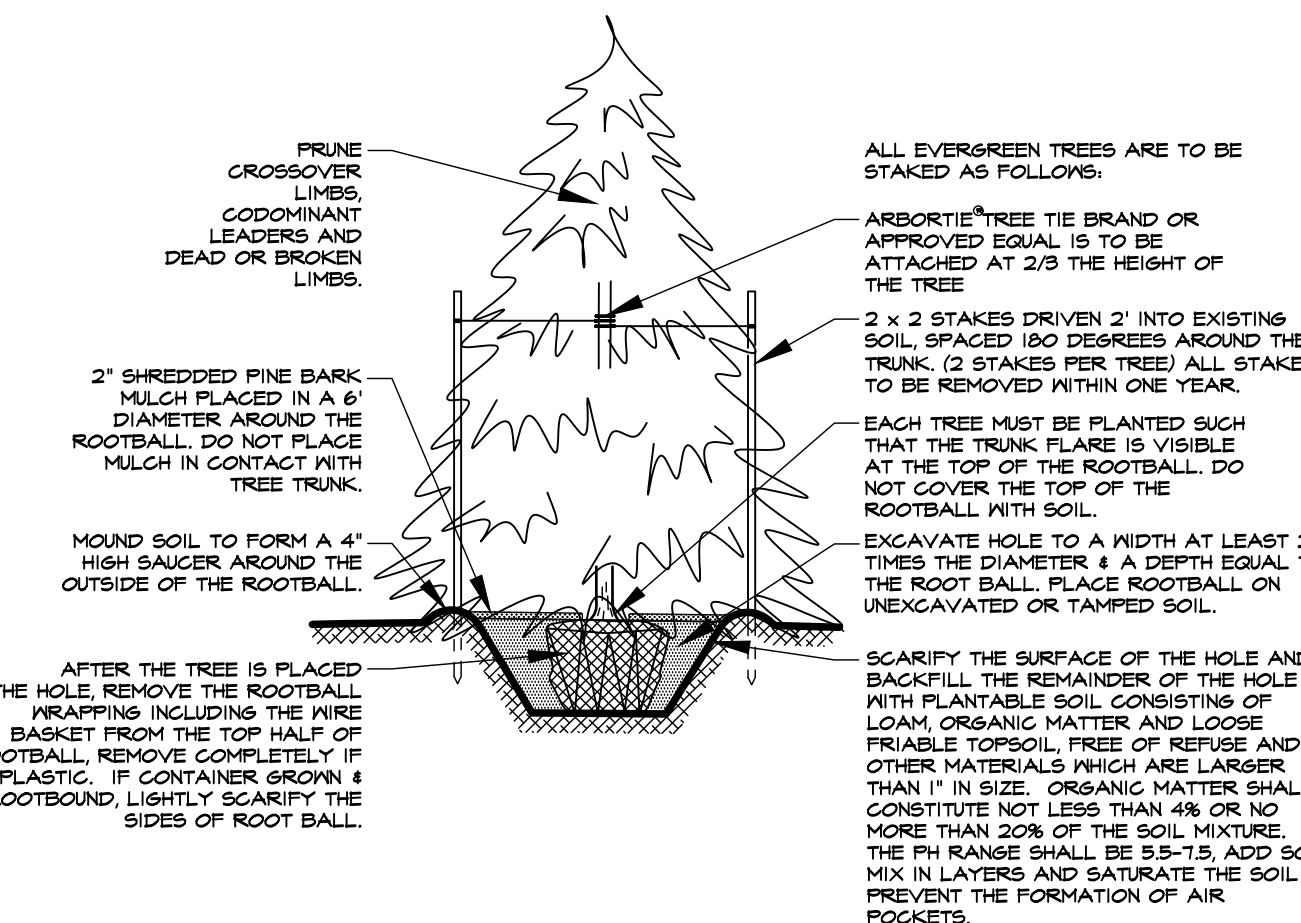 PRUNE
CROSSOVER
LIMBS,
CODOMINANT
LEADERS AND
DEAD OR BROKEN
LIMBS.
2" SHREDDED PINE BARK
MULCH PLACED IN A 6'
DIAMETER AROUND THE
ROOTBALL. DO NOT PLACE
MULCH IN CONTACT WITH
TREE TRUNK.
MOUND SOIL TO FORM A 4"
HIGH SAUCER AROUND THE
OUTSIDE OF THE ROOTBALL.
AFTER THE TREE IS PLACED
HOLE, REMOVE THE ROOTBALL
WRAPPING INCLUDING THE WIRE
BASKET FROM THE TOP HALF OF
REMOVE COMPLETELY IF
PLASTIC. IF CONTAINER GROWN &
LIGHTLY SCARIFY THE
SIDES OF ROOT BALL.
ALL EVERGREEN TREES ARE TO BE
STAKED AS FOLLOWS:
ARBORTIE® TREE TIE BRAND OR
APPROVED EQUAL IS TO BE
ATTACHED AT 2/3 THE HEIGHT OF
THE TREE
2 x 2 STAKES DRIVEN 2' INTO EXISTING
SOIL, SPACED 180 DEGREES AROUND THE
TRUNK. (2 STAKES PER TREE) ALL STAKE
TO BE REMOVED WITHIN ONE YEAR.
EACH TREE MUST BE PLANTED SUCH
THAT THE TRUNK FLARE IS VISIBLE
AT THE TOP OF THE ROOTBALL. DO
NOT COVER THE TOP OF THE
ROOTBALL WITH SOIL.
EXCAVATE HOLE TO A WIDTH AT LEAST
TIMES THE DIAMETER & A DEPTH EQUAL
THE ROOT BALL. PLACE ROOTBALL ON
UNEXCAVATED OR TAMPED SOIL.
SCARIFY THE SURFACE OF THE HOLE AND
BACKFILL THE REMAINDER OF THE HOLE
WITH PLANTABLE SOIL CONSISTING OF
LOAM, ORGANIC MATTER AND LOOSE
FRIABLE TOPSOIL, FREE OF REFUSE AND
OTHER MATERIALS WHICH ARE LARGER
THAN 1" IN SIZE. ORGANIC MATTER SHAL
CONSTITUTE NOT LESS THAN 4% OR NO
MORE THAN 20% OF THE SOIL MIXTURE.
THE PH RANGE SHALL BE 5.5-7.5, ADD
MIX IN LAYERS AND SATURATE THE SOIL
PREVENT THE FORMATION OF AIR
POCKETS.